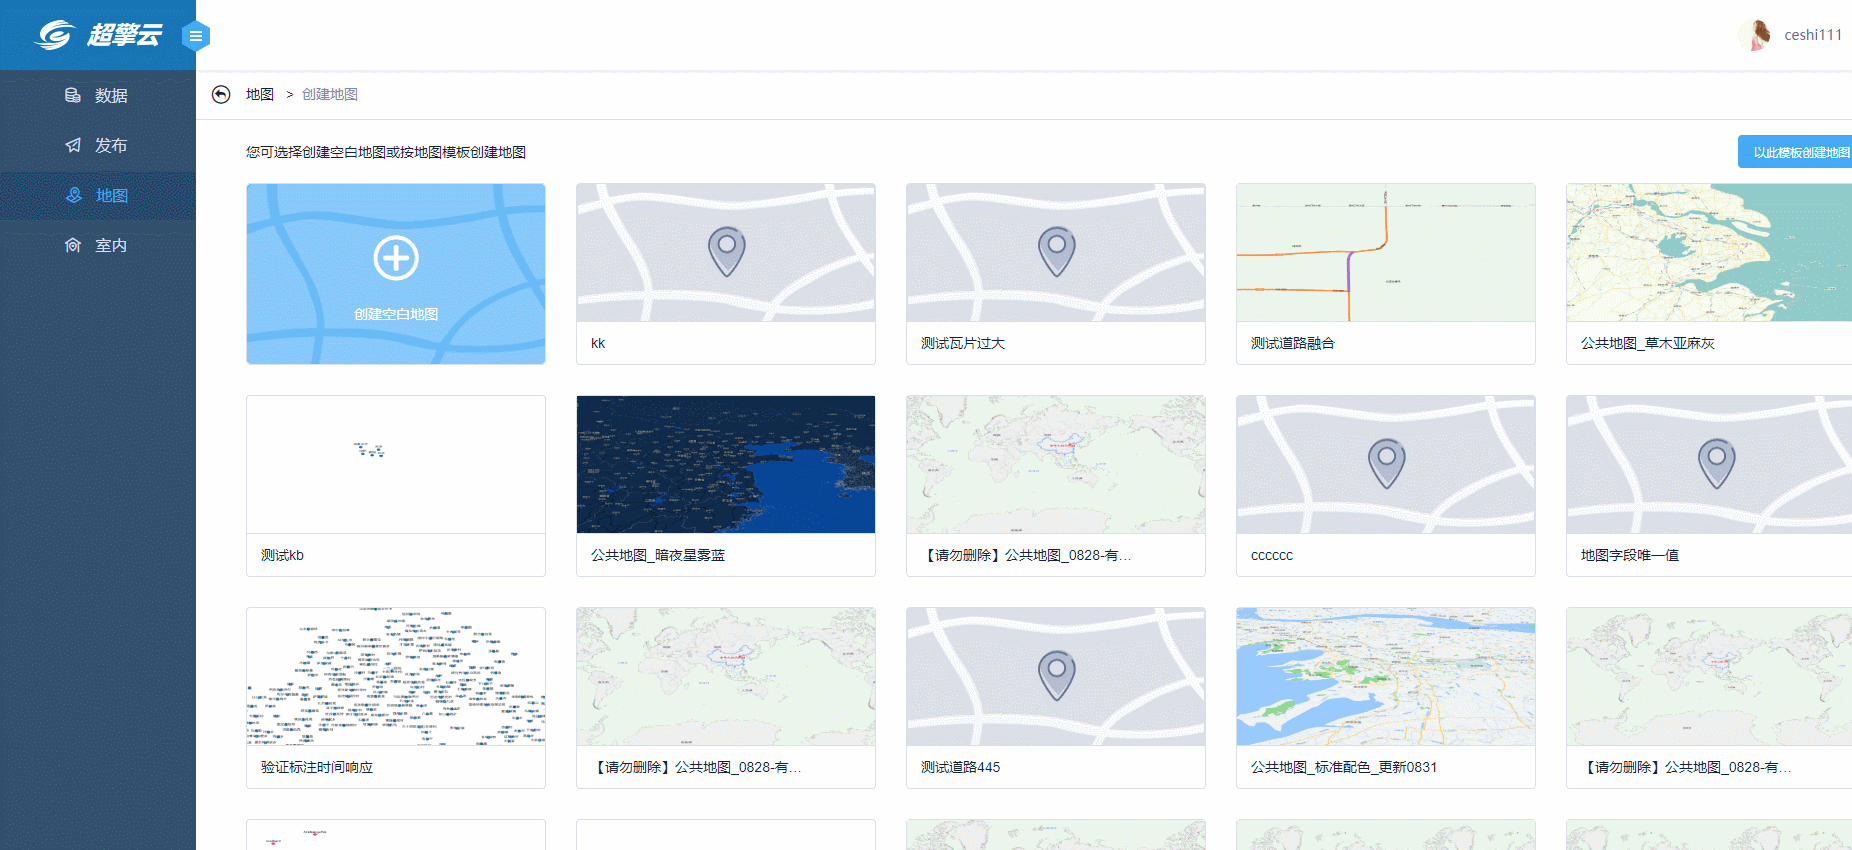 超擎云
ceshi111
数据
发布
地图
室内
地图 > 创建地图
您可选择创建空白地图或按地图模板创建地图
以此模板创建地图
创建空白地图
kk
测试瓦片过大
测试道路融合
公共地图_草木亚麻灰
测试kb
公共地图_暗夜星雾蓝
【请勿删除】公共地图_0828-有...
cccccc
地图字段唯一值
验证标注时间响应
【请勿删除】公共地图_0828-有...
测试道路445
公共地图_标准配色_更新0831
【请勿删除】公共地图_0828-有...